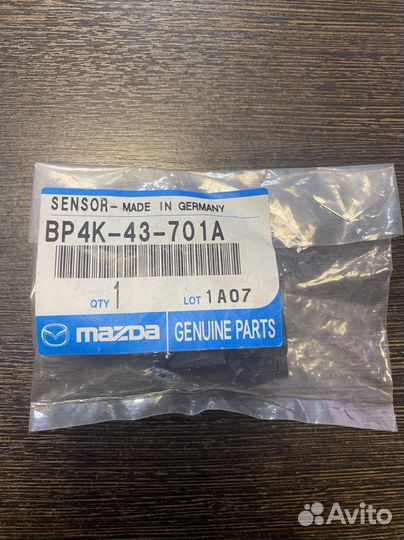 SENSOR- MADE IN GERMANY
BP4K-43-701A
QTY 1 LOT 1A07
mazda GENUINE PARTS
Avito